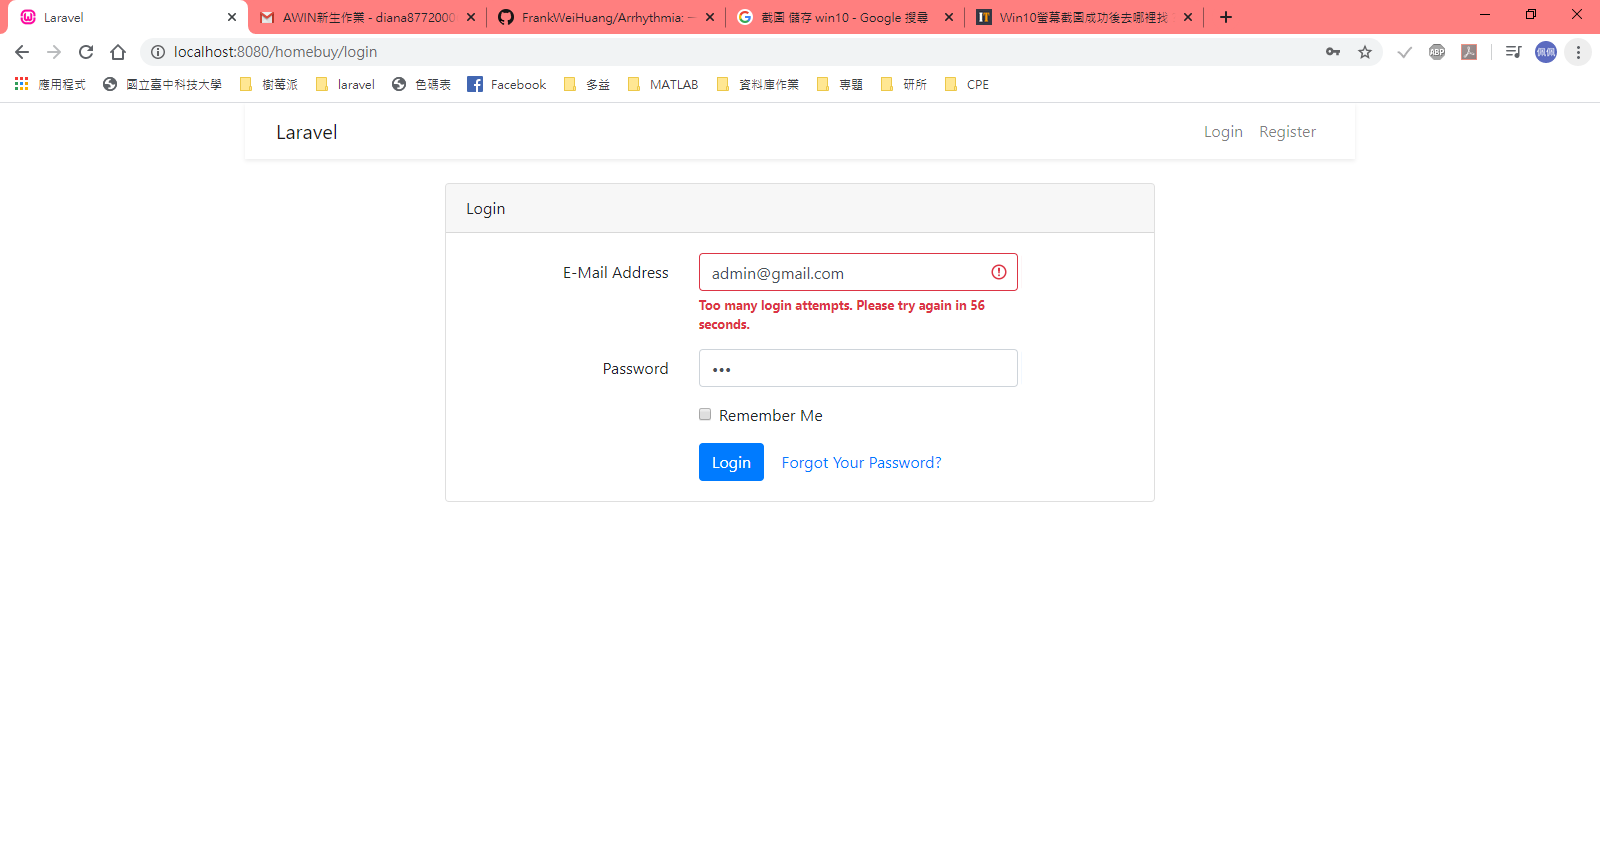 Laravel
AWIN新生作業 - diana8772000
FrankWeiHuang/Arrhythmia:
截圖 儲存 win10 - Google 搜尋
Win10螢幕截圖成功後去哪裡找
localhost:8080/homebuy/login
ABP
佩佩
應用程式
國立臺中科技大學
樹莓派
laravel
色碼表
Facebook
多益
MATLAB
資料庫作業
專題
研所
CPE
Laravel
Login
Register
Login
E-Mail Address
admin@gmail.com
Too many login attempts. Please try again in 56
seconds.
Password
Remember Me
Login
Forgot Your Password?